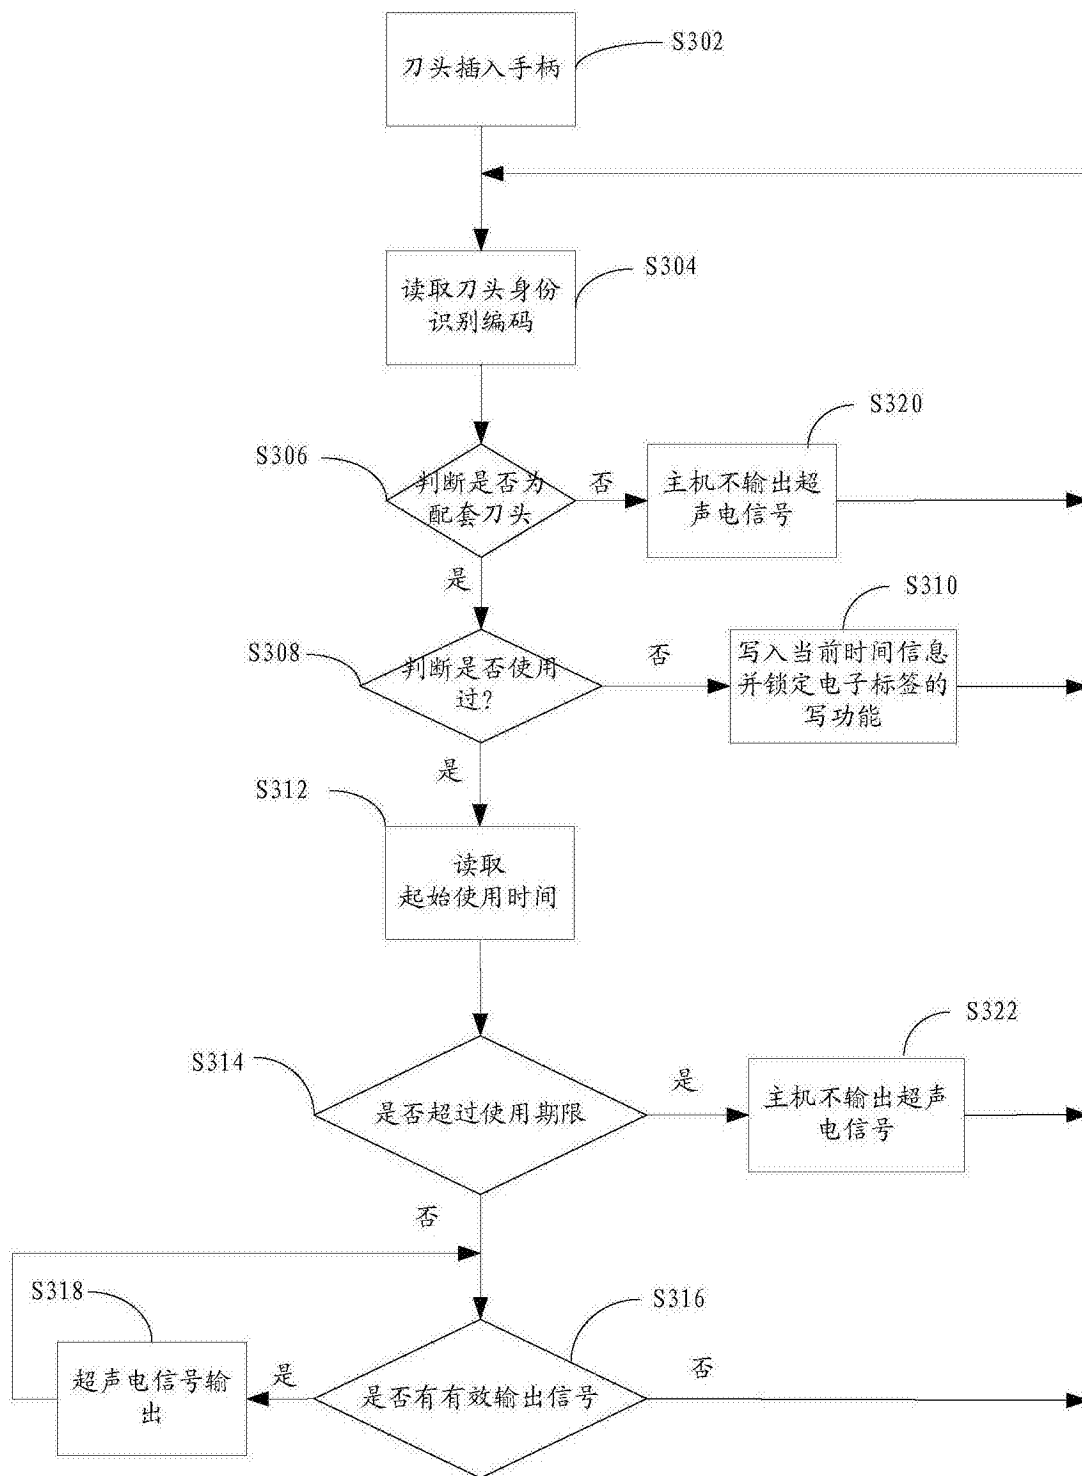 S302
刀头插入手柄
S304
读取刀头身份
识别编码
S306
判断是否为
配套刀头
否
S320
主机不输出超
声电信号
是
S308
判断是否使用
过?
否
S310
写入当前时间信息
并锁定电子标签的
写功能
是
S312
读取
起始使用时间
S314
是否超过使用期限
是
S322
主机不输出超声
电信号
否
S318
超声电信号输
出
是
S316
是否有有效输出信号
否